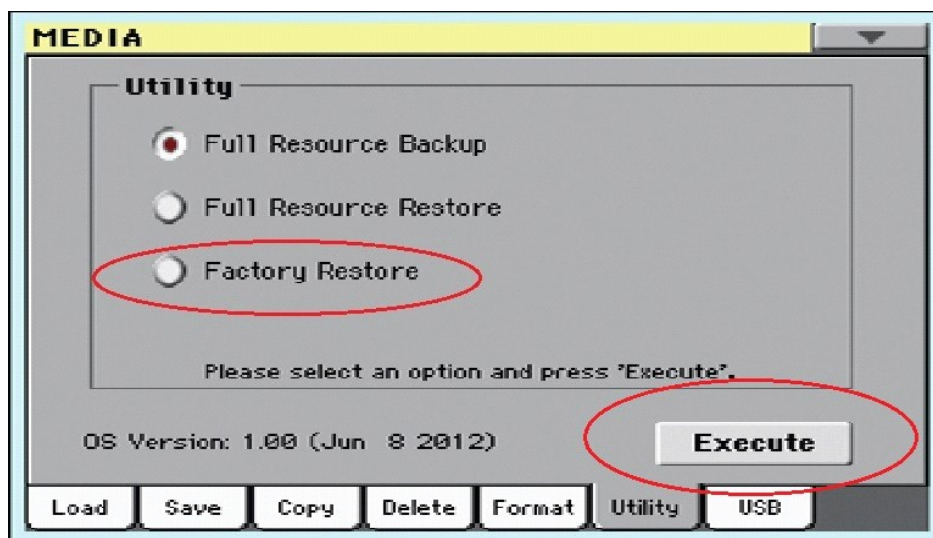 MEDIA
Utility
Full Resource Backup
Full Resource Restore
Factory Restore
Please select an option and press "Execute".
OS Version: 1.00 (Jun 8 2012)
Execute
Load Save Copy Delete Format Utility USB